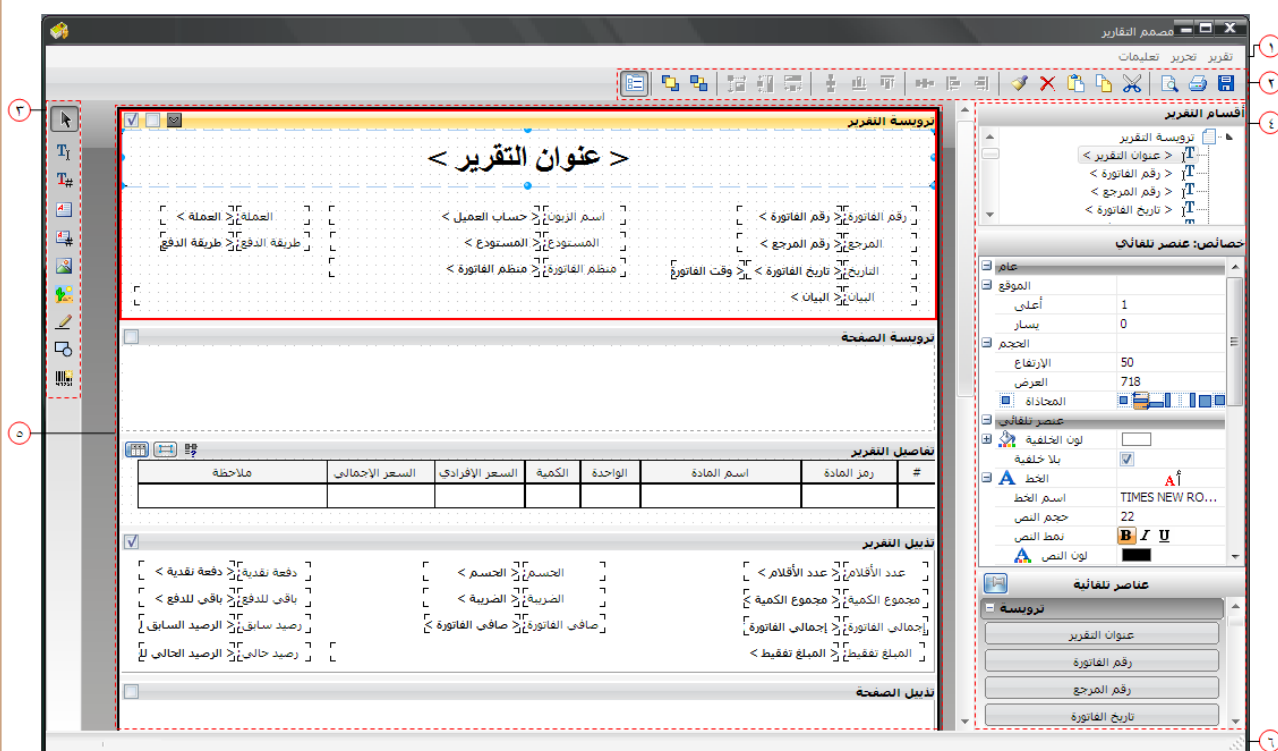 مصمم التقارير
١
تقرير تحرير تعليمات
٢
٣
٤
أقسام التقرير
ترويسة التقرير
< عنوان التقرير >
< رقم الفاتورة >
< رقم المرجع >
< تاريخ الفاتورة >
خصائص: عنصر تلقائي
عام
الموقع
أعلى 1
يسار 0
الحجم
الإرتفاع 50
العرض 718
المحاذاة
عنصر تلقائي
لون الخلفية
بلا خلفية
الخط أA
اسم الخط TIMES NEW RO...
حجم النص 22
نمط النص B I U
لون النص
عناصر تلقائية
ترويسة
عنوان التقرير
رقم الفاتورة
رقم المرجع
تاريخ الفاتورة
ترويسة التقرير
< عنوان التقرير >
رقم الفاتورة: < رقم الفاتورة > اسم الزبون: < حساب العميل > العملة: < العملة >
المرجع: < رقم المرجع > المستودع: < المستودع > طريقة الدفع: < طريقة الدفع
التاريخ: < تاريخ الفاتورة > < وقت الفاتورة منظم الفاتورة: < منظم الفاتورة >
البيان: < البيان >
ترويسة الصفحة
٥
تفاصيل التقرير
# رمز المادة اسم المادة الواحدة الكمية السعر الإفرادي السعر الإجمالي ملاحظة
تذييل التقرير
عدد الأقلام: < عدد الأقلام > الحسم: < الحسم > دفعة نقدية: < دفعة نقدية >
مجموع الكمية: < مجموع الكمية > الضريبة: < الضريبة > باقي للدفع: < باقي للدفع >
إجمالي الفاتورة: < إجمالي الفاتورة صافي الفاتورة: < صافي الفاتورة > رصيد سابق: < الرصيد السابق
المبلغ تفقيط: < المبلغ تفقيط > رصيد حالي: < الرصيد الحالي لل
تذييل الصفحة
٦